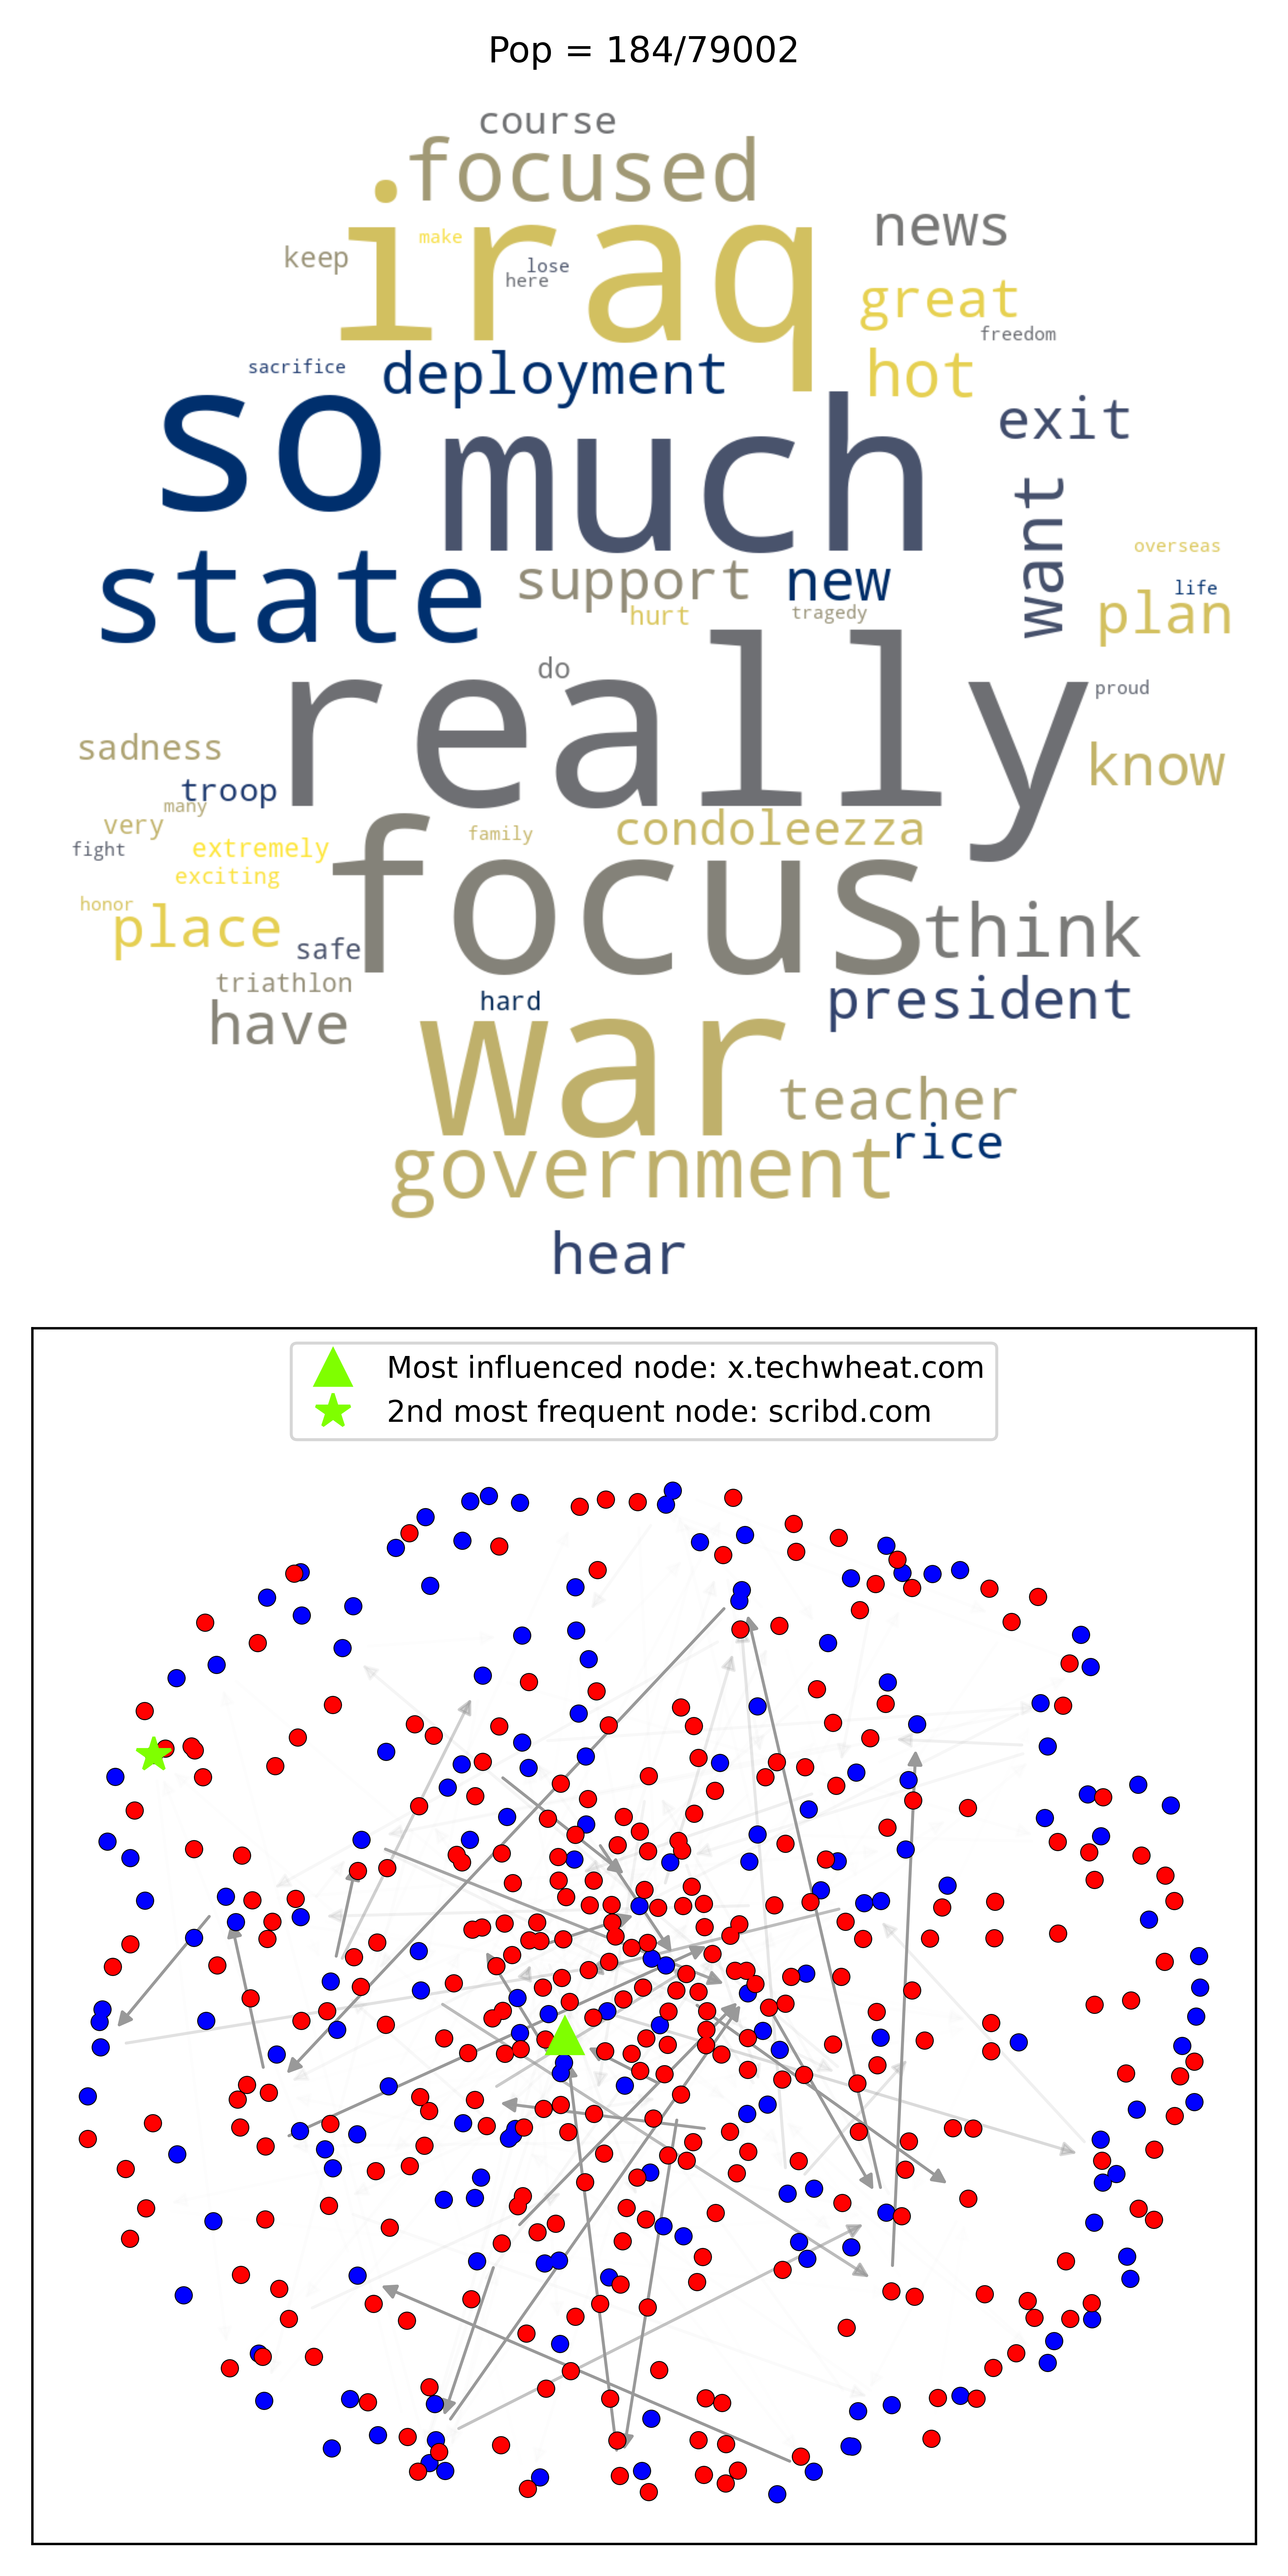 Pop = 184/79002
course
focused
iraq
news
make
keep
lose
here
great
freedom
sacrifice
deployment
hot
so
much
exit
want
state
support
new
overseas
life
hurt
tragedy
plan
do
really
proud
sadness
know
troop
many
very
family
condoleezza
fight
extremely
focus
exciting
honor
place
think
safe
triathlon
hard
president
have
war
teacher
rice
government
hear
Most influenced node: x.techwheat.com
2nd most frequent node: scribd.com